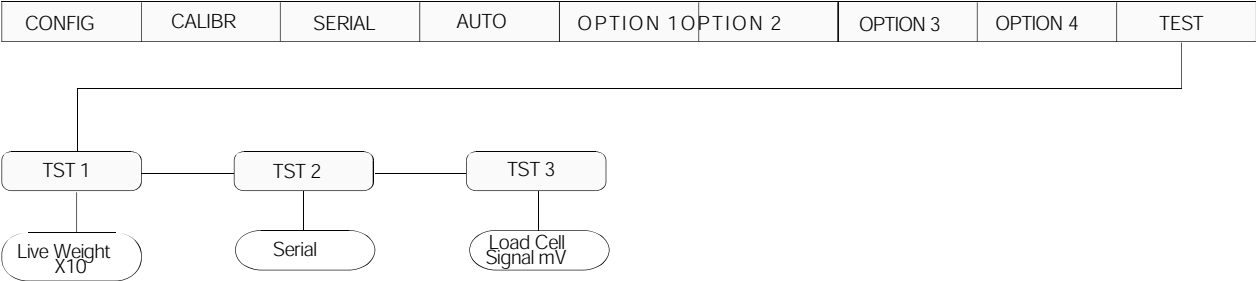 CONFIG CALIBR SERIAL AUTO OPTION 1 OPTION 2 OPTION 3 OPTION 4 TEST
TST 1 TST 2 TST 3
Live Weight
X10
Serial
Load Cell
Signal mV